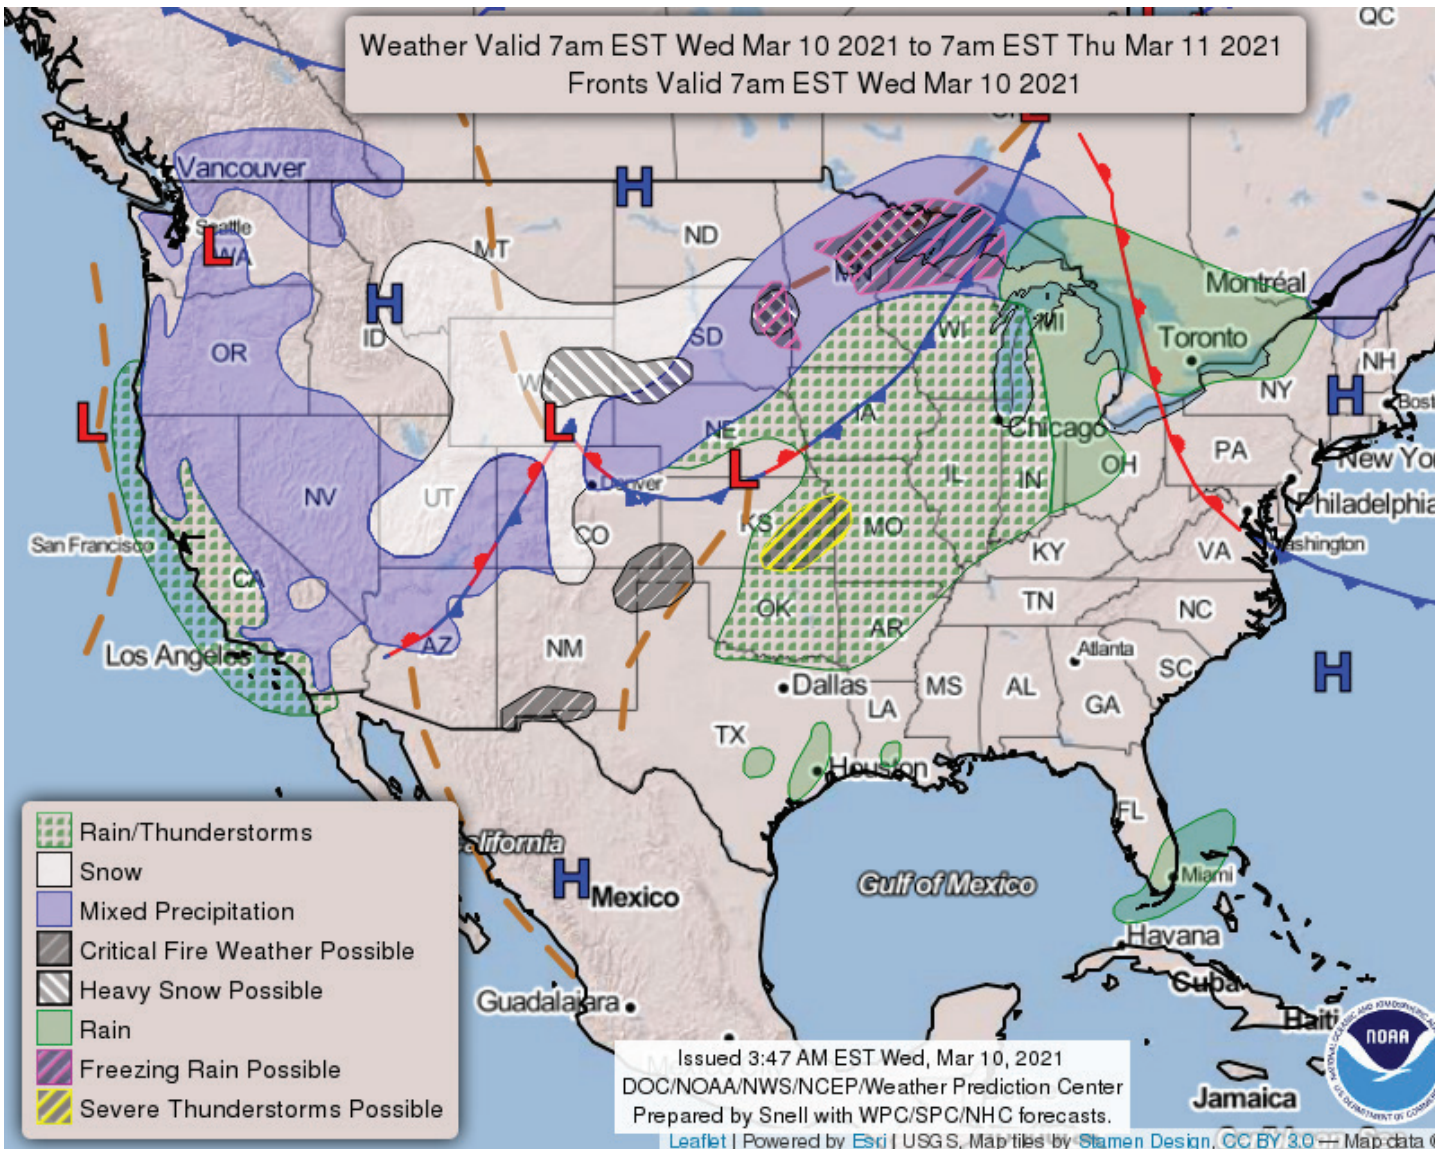 Weather Valid 7am EST Wed Mar 10 2021 to 7am EST Thu Mar 11 2021
Fronts Valid 7am EST Wed Mar 10 2021
QC
Vancouver
H
L
Seattle
L
WA
MT
ND
MN
Montréal
H
ID
OR
SD
WI
MI
Toronto
NH
WY
NY
H
Bost
L
L
NE
IA
Chicago
PA
New Yo
OH
L
Denver
IL
IN
Philadelphia
UT
NV
KS
MO
San Francisco
CO
KY
VA
ashington
CA
OK
TN
NC
AR
Los Angeles
AZ
NM
Atlanta
SC
H
Dallas
MS
AL
LA
GA
TX
Houston
FL
Rain/Thunderstorms
Snow
Mixed Precipitation
Critical Fire Weather Possible
Heavy Snow Possible
Rain
Freezing Rain Possible
Severe Thunderstorms Possible
alifornia
H
Mexico
Gulf of Mexico
Miami
Havana
Cuba
Guadalajara
Haiti
NOAA
Jamaica
Issued 3:47 AM EST Wed, Mar 10, 2021
DOC/NOAA/NWS/NCEP/Weather Prediction Center
Prepared by Snell with WPC/SPC/NHC forecasts.
Leaflet | Powered by Esri | USGS, Map tiles by Stamen Design, CC BY 3.0 — Map data ©